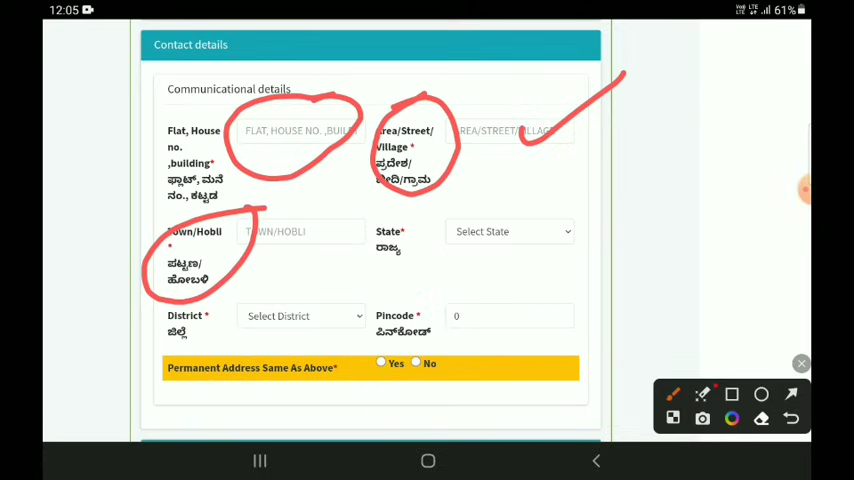 12:05
VoLTE LTE 61%
Contact details
Communicational details
Flat, House no. ,building*
ಫ್ಲಾಟ್, ಮನೆ ನಂ., ಕಟ್ಟಡ
FLAT, HOUSE NO. ,BUILD
Area/Street/ Village *
ಪ್ರದೇಶ/ ಬೀದಿ/ಗ್ರಾಮ
AREA/STREET/VILLAGE
Town/Hobli *
ಪಟ್ಟಣ/ ಹೋಬಳಿ
TOWN/HOBLI
State*
ರಾಜ್ಯ
Select State
District *
ಜಿಲ್ಲೆ
Select District
Pincode *
ಪಿನ್‌ಕೋಡ್
0
Permanent Address Same As Above*
Yes No